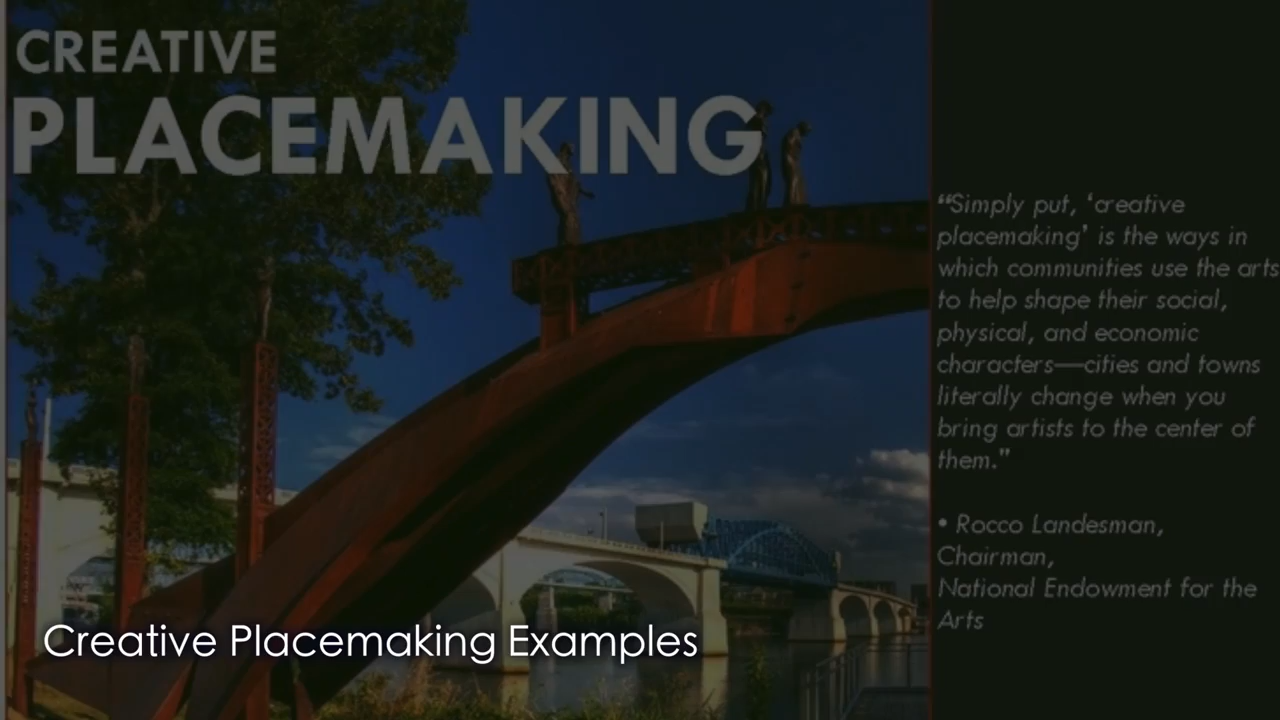 CREATIVE
PLACEMAKING
“Simply put, ‘creative
placemaking’ is the ways in
which communities use the arts
to help shape their social,
physical, and economic
characters—cities and towns
literally change when you
bring artists to the center of
them.”
• Rocco Landesman,
Chairman,
National Endowment for the
Arts
Creative Placemaking Examples